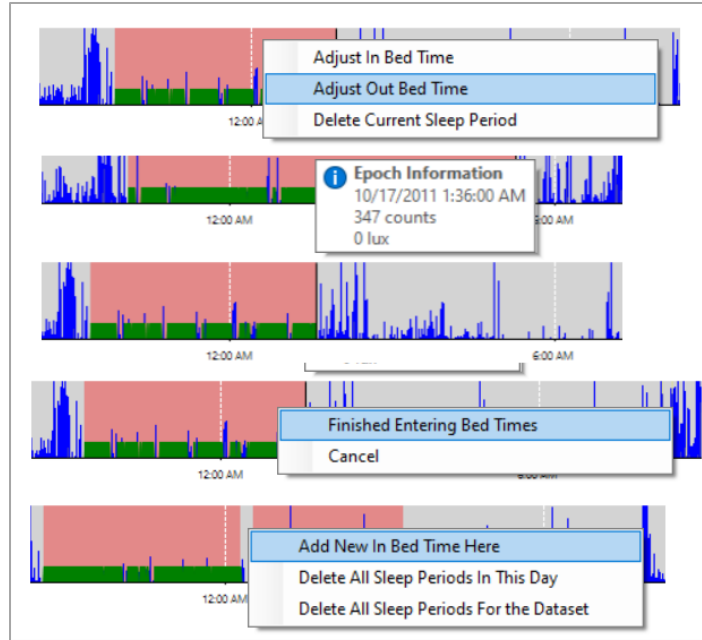 Adjust In Bed Time
Adjust Out Bed Time
Delete Current Sleep Period
12:00 A
Epoch Information
10/17/2011 1:36:00 AM
347 counts
0 lux
12:00 AM
:00 AM
12:00 AM
6:00 AM
Finished Entering Bed Times
Cancel
12:00 AM
6:00 AM
Add New In Bed Time Here
Delete All Sleep Periods In This Day
Delete All Sleep Periods For the Dataset
12:00 AM